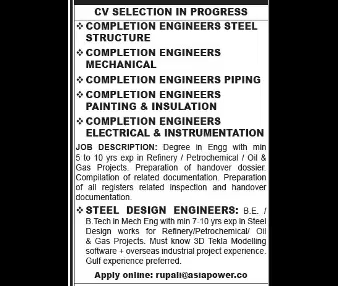 CV SELECTION IN PROGRESS
❖ COMPLETION ENGINEERS STEEL
STRUCTURE
❖ COMPLETION ENGINEERS
MECHANICAL
❖ COMPLETION ENGINEERS PIPING
❖ COMPLETION ENGINEERS
PAINTING & INSULATION
❖ COMPLETION ENGINEERS
ELECTRICAL & INSTRUMENTATION
JOB DESCRIPTION: Degree in Engg with min
5 to 10 yrs exp in Refinery / Petrochemical / Oil &
Gas Projects. Preparation of handover dossier.
Compilation of related documentation. Preparation
of all registers related inspection and handover
documentation.
❖ STEEL DESIGN ENGINEERS: B.E. /
B.Tech in Mech Eng with min 7-10 yrs exp in Steel
Design works for Refinery/Petrochemical/ Oil
& Gas Projects. Must know 3D Tekla Modelling
software + overseas industrial project experience.
Gulf experience preferred.
Apply online: rupali@asiapower.co